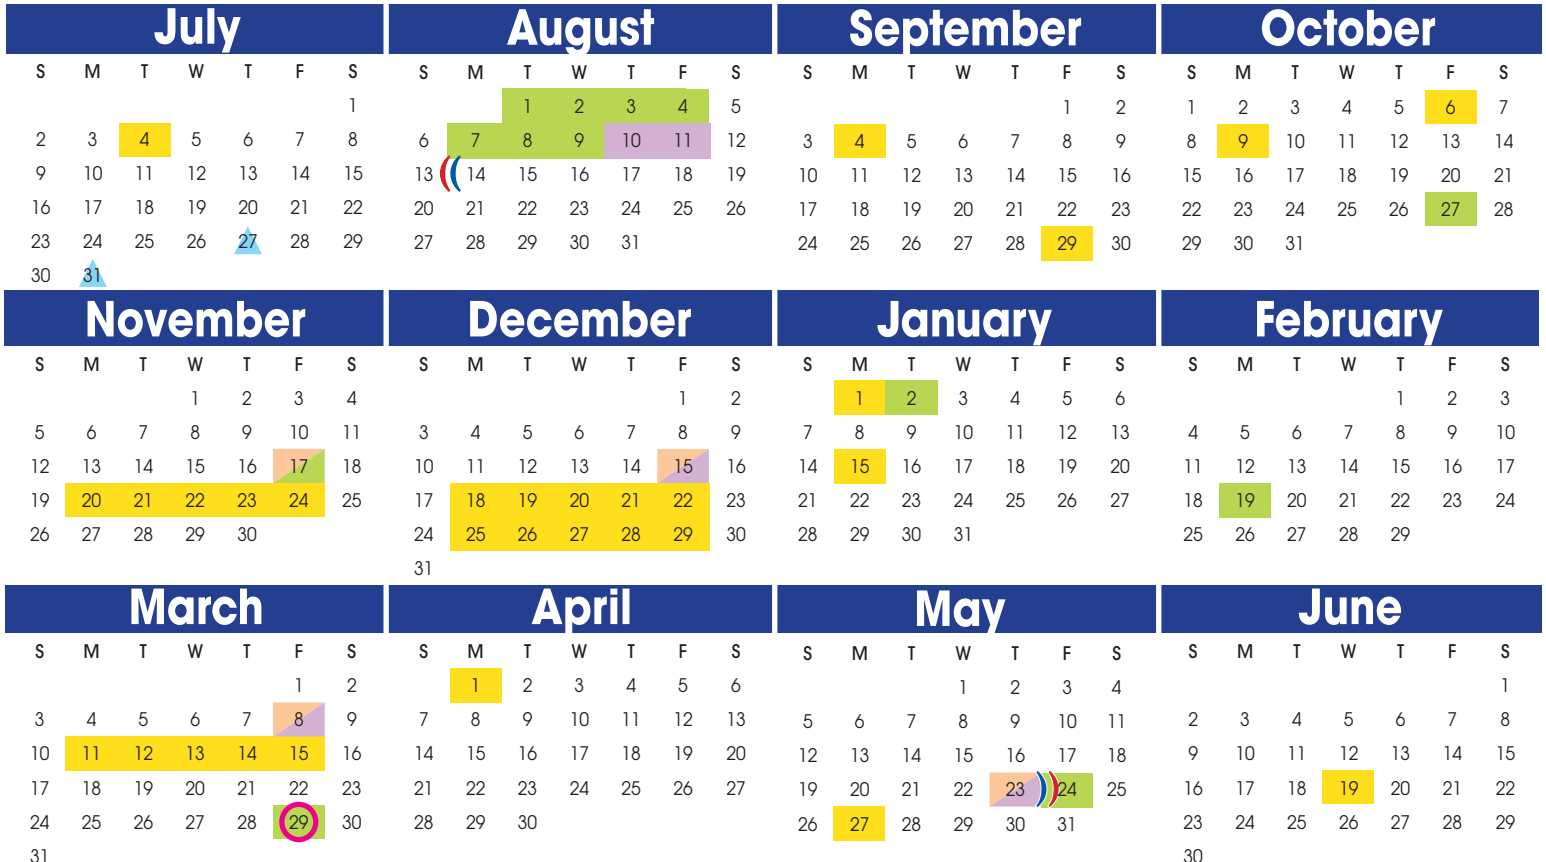 July August September October
S M T W T F S S M T W T F S S M T W T F S S M T W T F S
1 1 2 3 4 5 1 2 1 2 3 4 5 6 7
2 3 4 5 6 7 8 6 7 8 9 10 11 12 3 4 5 6 7 8 9 8 9 10 11 12 13 14
9 10 11 12 13 14 15 13 14 15 16 17 18 19 10 11 12 13 14 15 16 15 16 17 18 19 20 21
16 17 18 19 20 21 22 20 21 22 23 24 25 26 17 18 19 20 21 22 23 22 23 24 25 26 27 28
23 24 25 26 27 28 29 27 28 29 30 31 24 25 26 27 28 29 30 29 30 31
30 31
November December January February
S M T W T F S S M T W T F S S M T W T F S S M T W T F S
1 2 3 4 1 2 1 2 3 4 5 6 1 2 3
5 6 7 8 9 10 11 3 4 5 6 7 8 9 7 8 9 10 11 12 13 4 5 6 7 8 9 10
12 13 14 15 16 17 18 10 11 12 13 14 15 16 14 15 16 17 18 19 20 11 12 13 14 15 16 17
19 20 21 22 23 24 25 17 18 19 20 21 22 23 21 22 23 24 25 26 27 18 19 20 21 22 23 24
26 27 28 29 30 24 25 26 27 28 29 30 28 29 30 31 25 26 27 28 29
31
March April May June
S M T W T F S S M T W T F S S M T W T F S S M T W T F S
1 2 1 2 3 4 5 6 1 2 3 4 1
3 4 5 6 7 8 9 7 8 9 10 11 12 13 5 6 7 8 9 10 11 2 3 4 5 6 7 8
10 11 12 13 14 15 16 14 15 16 17 18 19 20 12 13 14 15 16 17 18 9 10 11 12 13 14 15
17 18 19 20 21 22 23 21 22 23 24 25 26 27 19 20 21 22 23 24 25 16 17 18 19 20 21 22
24 25 26 27 28 29 30 28 29 30 26 27 28 29 30 31 23 24 25 26 27 28 29
31 30